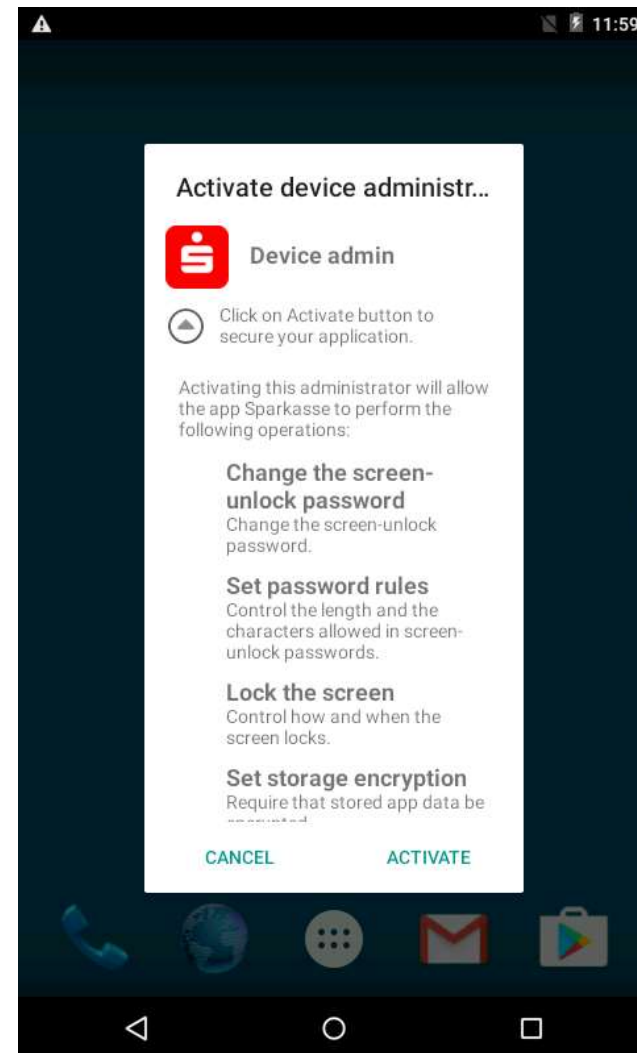 11:59
Activate device administr...
Device admin
Click on Activate button to
secure your application.
Activating this administrator will allow
the app Sparkasse to perform the
following operations:
Change the screen-
unlock password
Change the screen-unlock
password.
Set password rules
Control the length and the
characters allowed in screen-
unlock passwords.
Lock the screen
Control how and when the
screen locks.
Set storage encryption
Require that stored app data be
CANCEL ACTIVATE